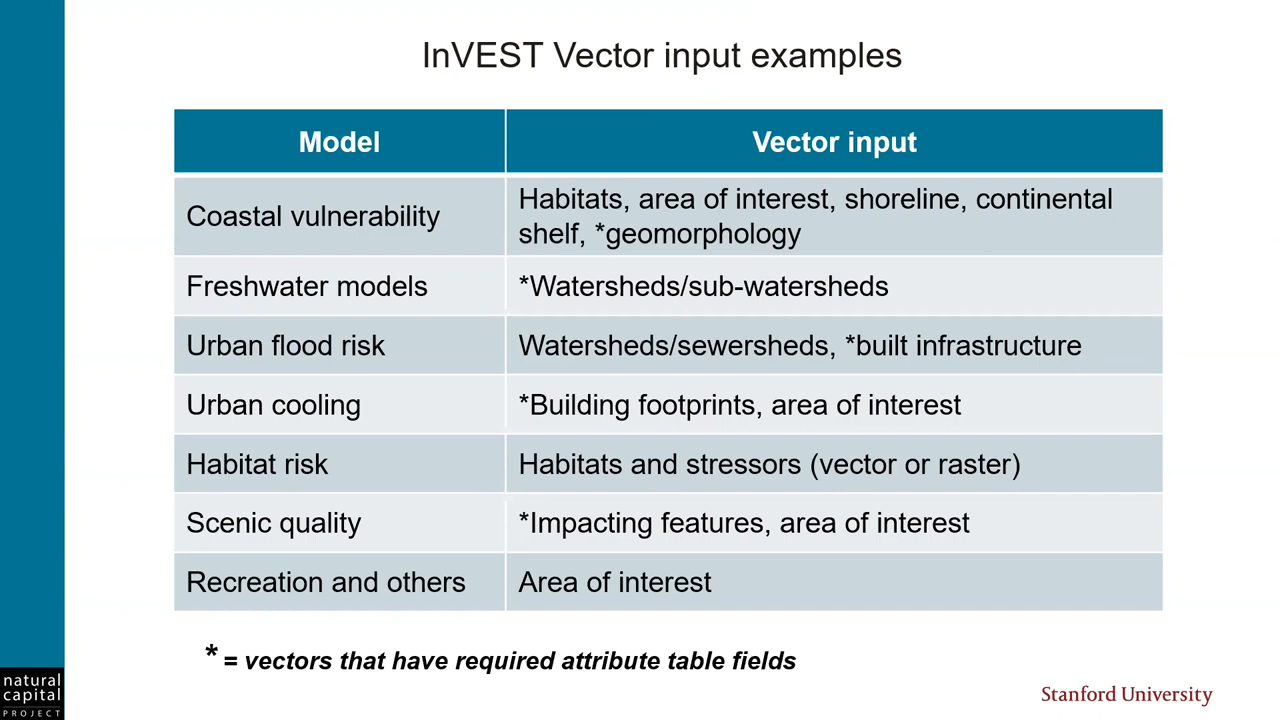 InVEST Vector input examples
Model
Vector input
Coastal vulnerability
Habitats, area of interest, shoreline, continental
shelf, *geomorphology
Freshwater models
*Watersheds/sub-watersheds
Urban flood risk
Watersheds/sewersheds, *built infrastructure
Urban cooling
*Building footprints, area of interest
Habitat risk
Habitats and stressors (vector or raster)
Scenic quality
*Impacting features, area of interest
Recreation and others
Area of interest
* = vectors that have required attribute table fields
natural
capital
PROJECT
Stanford University